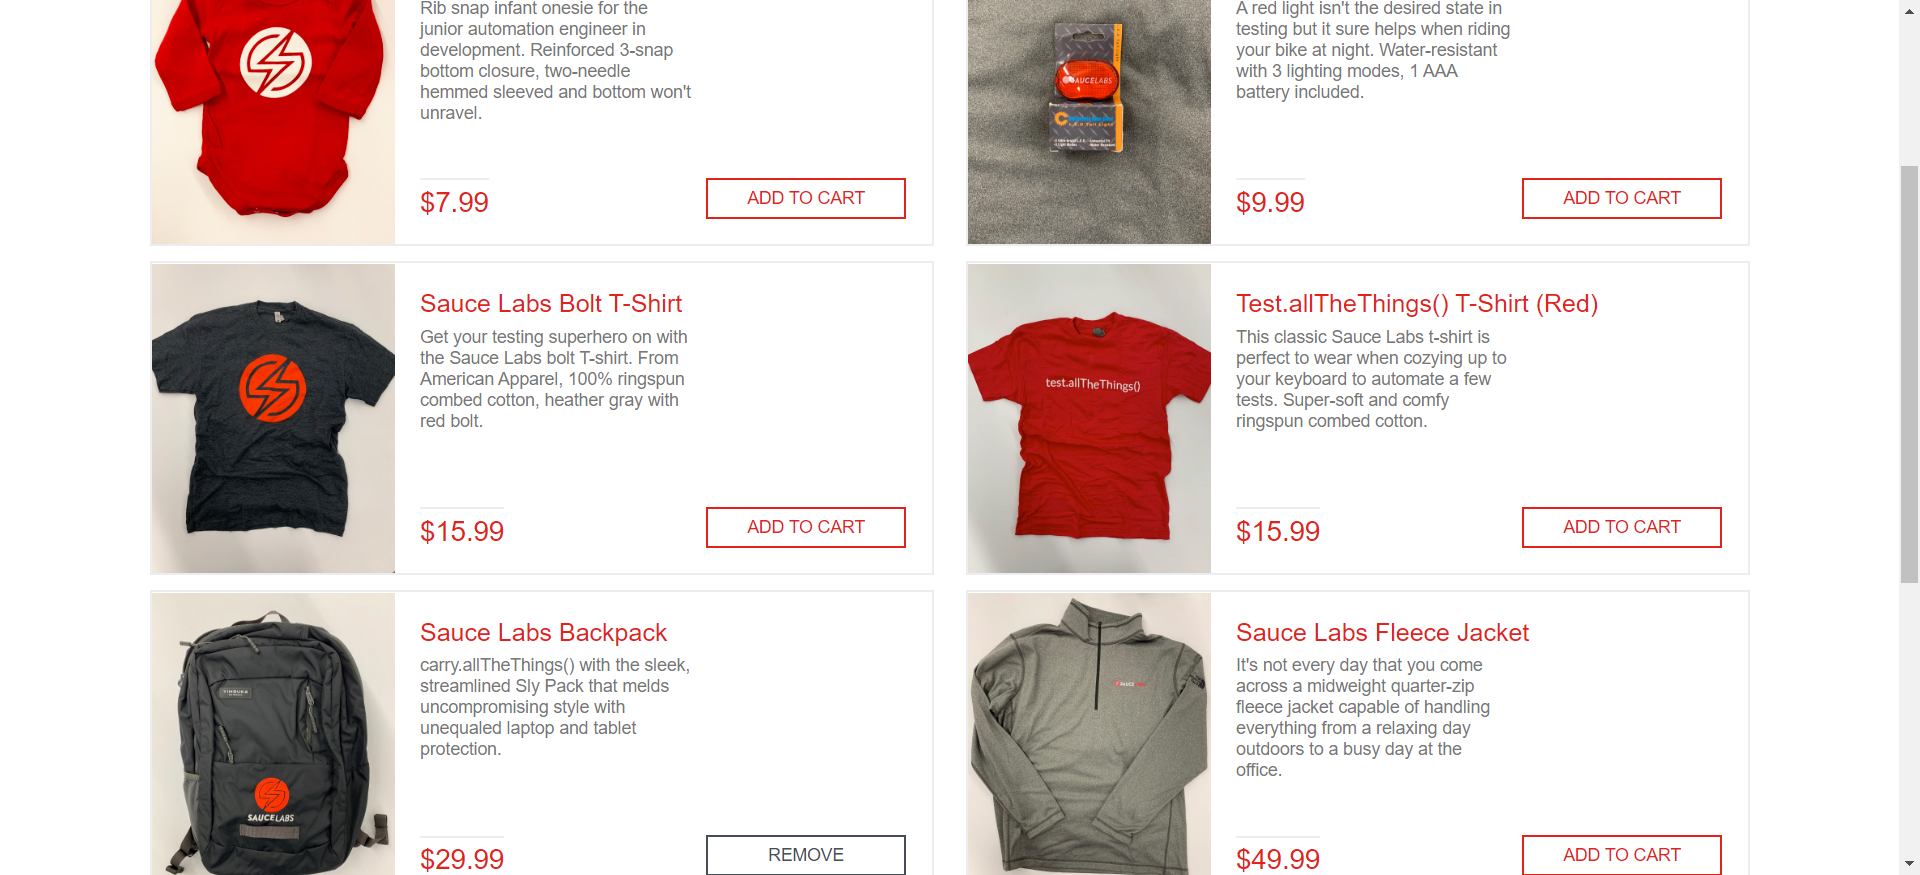 Rib snap infant onesie for the
junior automation engineer in
development. Reinforced 3-snap
bottom closure, two-needle
hemmed sleeved and bottom won't
unravel.
$7.99
ADD TO CART
SAUCELABS
A red light isn't the desired state in
testing but it sure helps when riding
your bike at night. Water-resistant
with 3 lighting modes, 1 AAA
battery included.
$9.99
ADD TO CART
Sauce Labs Bolt T-Shirt
Get your testing superhero on with
the Sauce Labs bolt T-shirt. From
American Apparel, 100% ringspun
combed cotton, heather gray with
red bolt.
$15.99
ADD TO CART
test.allTheThings()
Test.allTheThings() T-Shirt (Red)
This classic Sauce Labs t-shirt is
perfect to wear when cozying up to
your keyboard to automate a few
tests. Super-soft and comfy
ringspun combed cotton.
$15.99
ADD TO CART
TIMBUK2
SAUCELABS
Sauce Labs Backpack
carry.allTheThings() with the sleek,
streamlined Sly Pack that melds
uncompromising style with
unequaled laptop and tablet
protection.
$29.99
REMOVE
SAUCELABS
Sauce Labs Fleece Jacket
It's not every day that you come
across a midweight quarter-zip
fleece jacket capable of handling
everything from a relaxing day
outdoors to a busy day at the
office.
$49.99
ADD TO CART